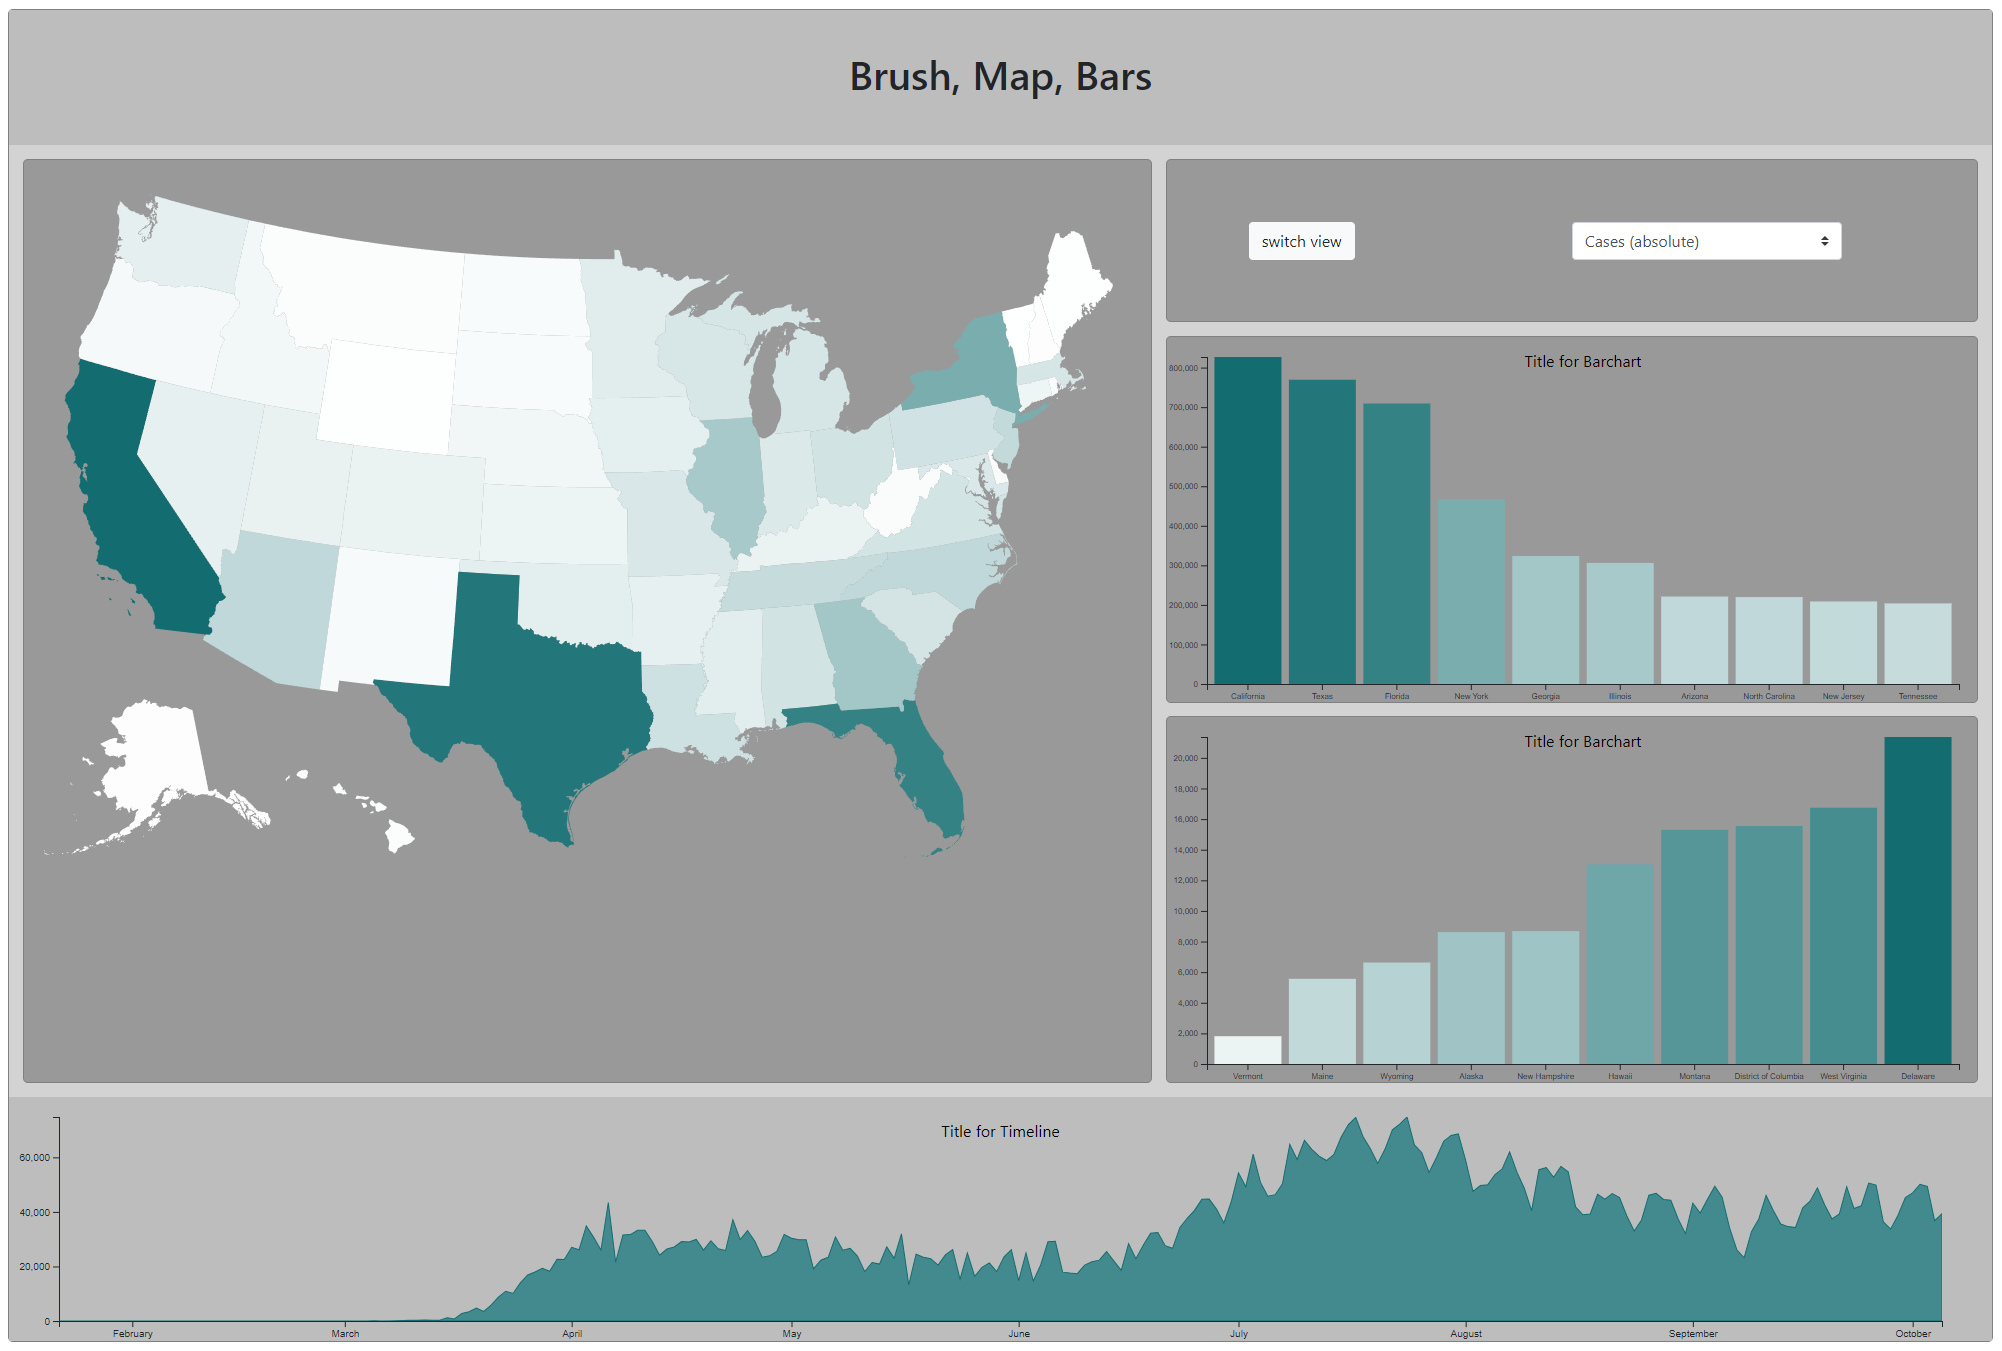 Brush, Map, Bars
switch view
Cases (absolute)
Title for Barchart
800,000
700,000
600,000
500,000
400,000
300,000
200,000
100,000
0
California Texas Florida New York Georgia Illinois Arizona North Carolina New Jersey Tennessee
Title for Barchart
20,000
18,000
16,000
14,000
12,000
10,000
8,000
6,000
4,000
2,000
0
Vermont Maine Wyoming Alaska New Hampshire Hawaii Montana District of Columbia West Virginia Delaware
Title for Timeline
60,000
40,000
20,000
0
February March April May June July August September October